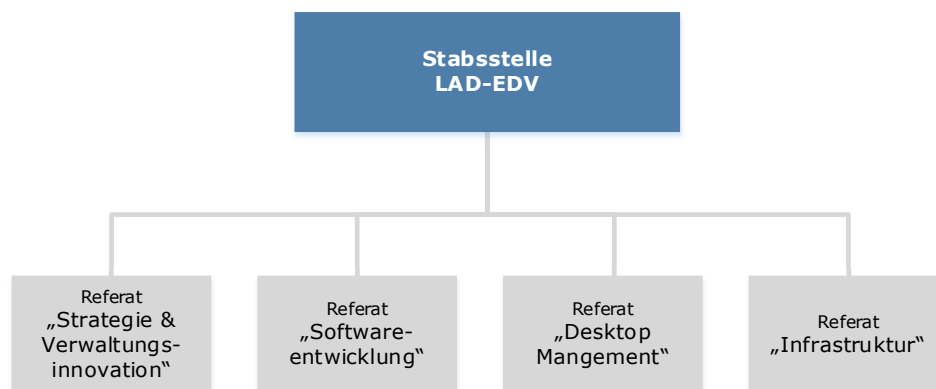 Stabsstelle
LAD-EDV
Referat
„Strategie &
Verwaltungs-
innovation“
Referat
„Software-
entwicklung“
Referat
„Desktop
Mangement“
Referat
„Infrastruktur“